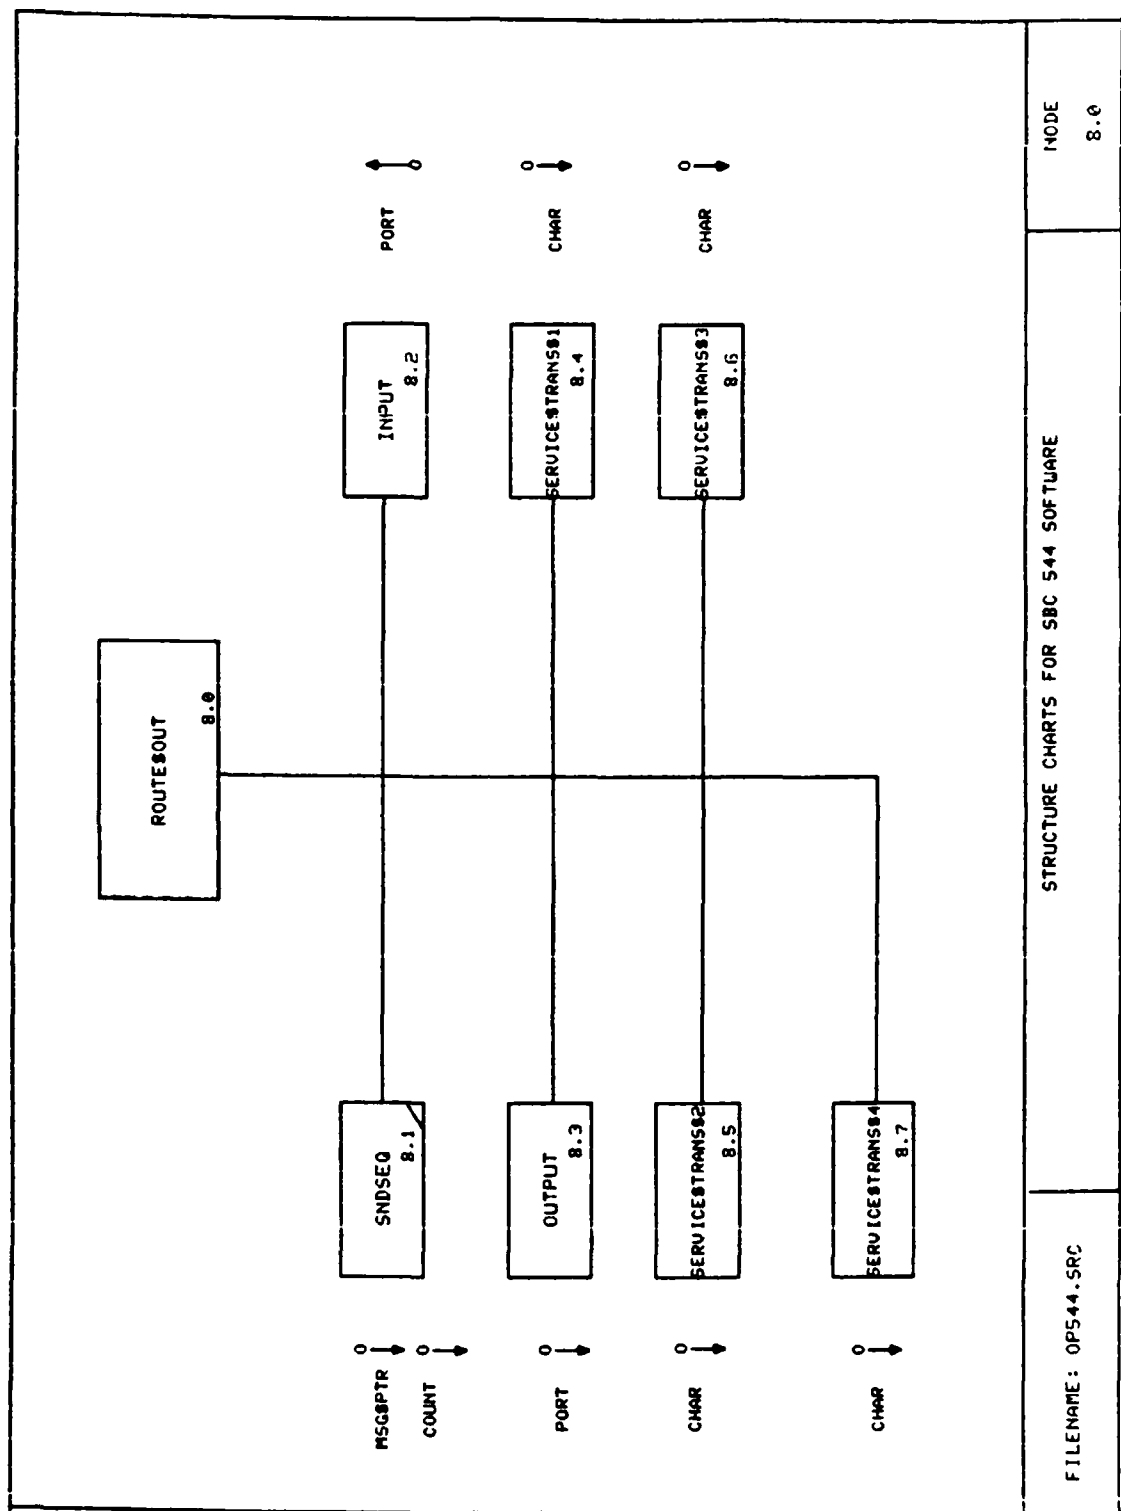 ROUTE$OUT
8.0
MSG$PTR
COUNT
SNDSEQ
8.1
INPUT
8.2
PORT
PORT
OUTPUT
8.3
SERVICE$TRANS$1
8.4
CHAR
CHAR
SERVICE$TRANS$2
8.5
SERVICE$TRANS$3
8.6
CHAR
CHAR
SERVICE$TRANS$4
8.7
FILENAME: OP544.SRC
STRUCTURE CHARTS FOR SBC 544 SOFTWARE
NODE
8.0